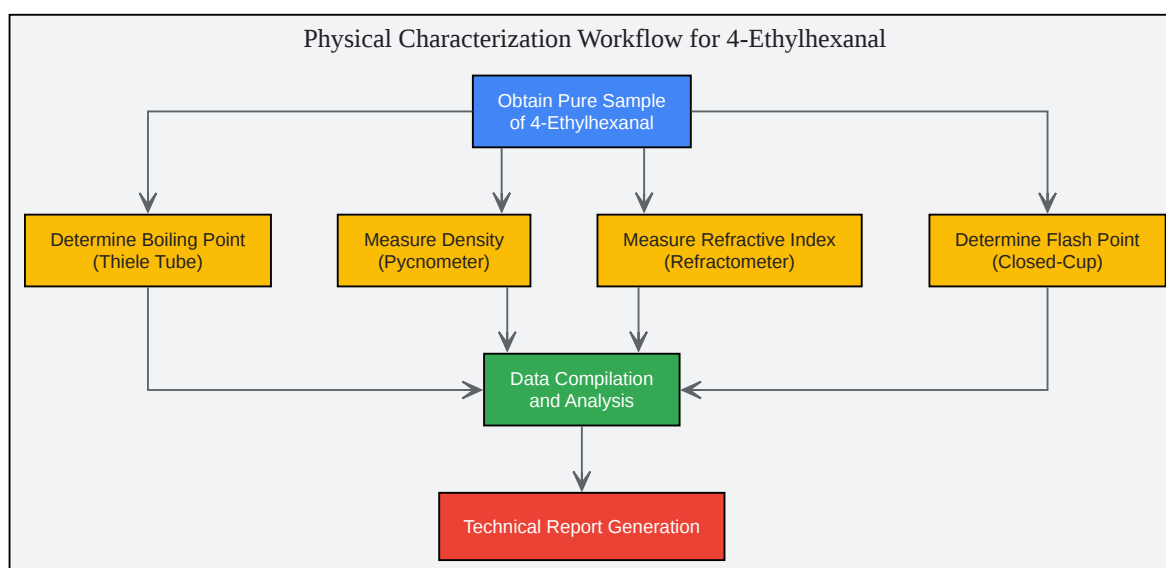 Physical Characterization Workflow for 4-Ethylhexanal
Obtain Pure Sample
of 4-Ethylhexanal
Determine Boiling Point
(Thiele Tube)
Measure Density
(Pycnometer)
Measure Refractive Index
(Refractometer)
Determine Flash Point
(Closed-Cup)
Data Compilation
and Analysis
Technical Report Generation